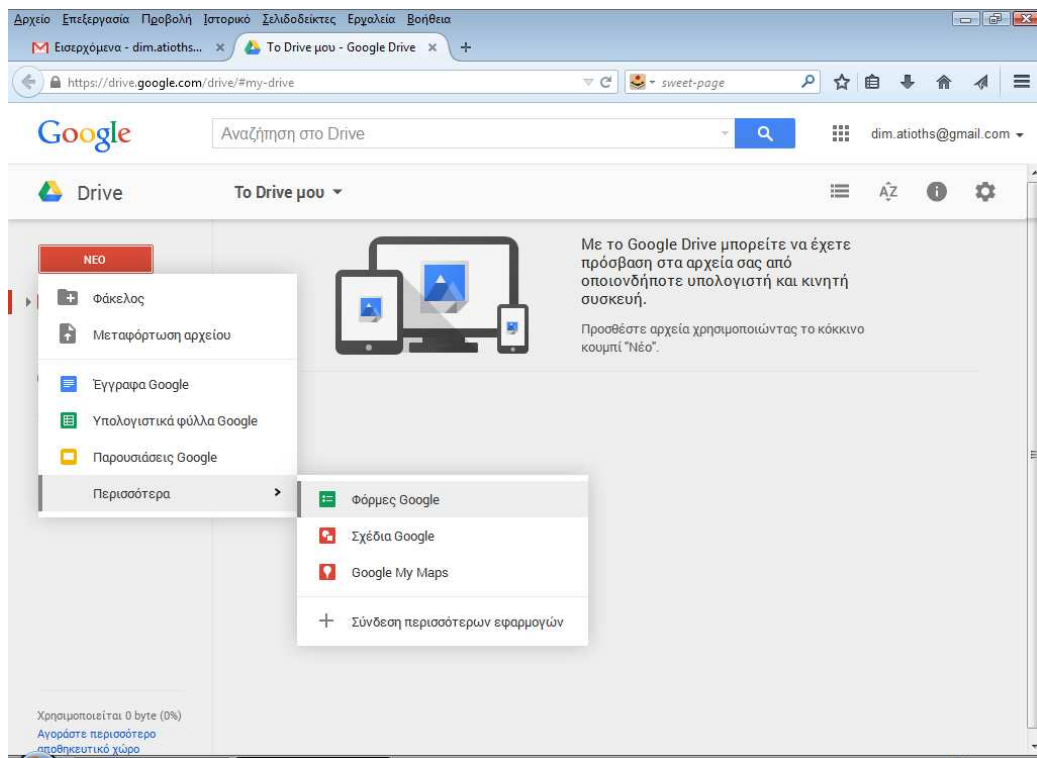 Αρχείο Επεξεργασία Προβολή Ιστορικό Σελιδοδείκτες Εργαλεία Βοήθεια
Εισερχόμενα - dim.atioths... × Το Drive μου - Google Drive × +
https://drive.google.com/drive/#my-drive sweet-page
Google Αναζήτηση στο Drive dim.atioths@gmail.com
Drive Το Drive μου AZ
ΝΕΟ
Φάκελος
Μεταφόρτωση αρχείου
Έγγραφα Google
Υπολογιστικά φύλλα Google
Παρουσιάσεις Google
Περισσότερα
Φόρμες Google
Σχέδια Google
Google My Maps
Σύνδεση περισσότερων εφαρμογών
Με το Google Drive μπορείτε να έχετε
πρόσβαση στα αρχεία σας από
οποιονδήποτε υπολογιστή και κινητή
συσκευή.
Προσθέστε αρχεία χρησιμοποιώντας το κόκκινο
κουμπί "Νέο".
Χρησιμοποιείται 0 byte (0%)
Αγοράστε περισσότερο
αποθηκευτικό χώρο